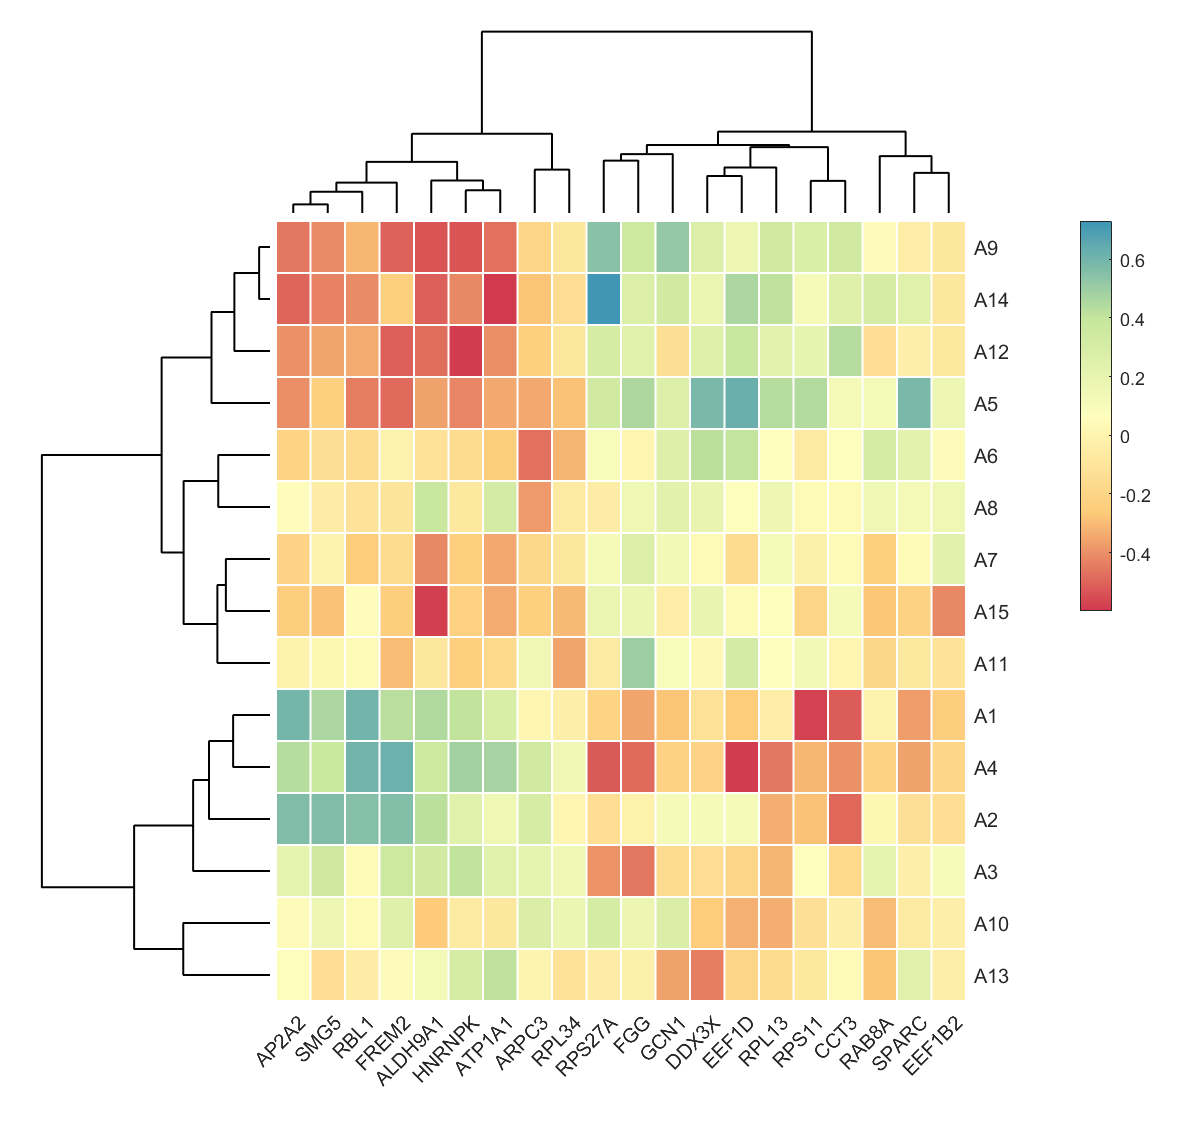 A9
A14
A12
A5
A6
A8
A7
A15
A11
A1
A4
A2
A3
A10
A13
0.6
0.4
0.2
0
-0.2
-0.4
AP2A2
SMG5
RBL1
FREM2
ALDH9A1
HNRNPK
ATP1A1
ARPC3
RPL34
RPS27A
FGG
GCN1
DDX3X
EEF1D
RPL13
RPS11
CCT3
RAB8A
SPARC
EEF1B2